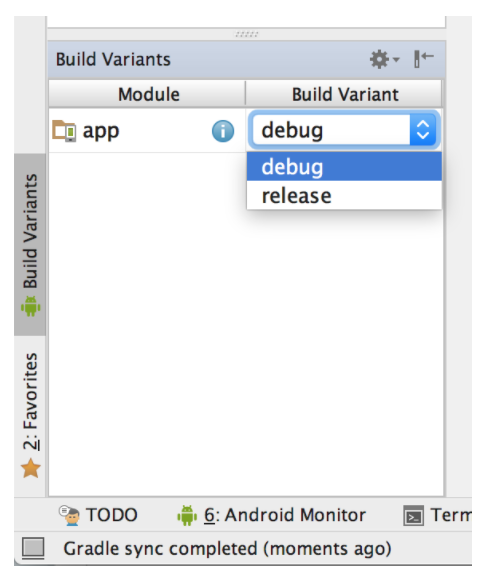 Build Variants
Module Build Variant
app debug
debug
release
Build Variants
2: Favorites
TODO 6: Android Monitor Term
Gradle sync completed (moments ago)